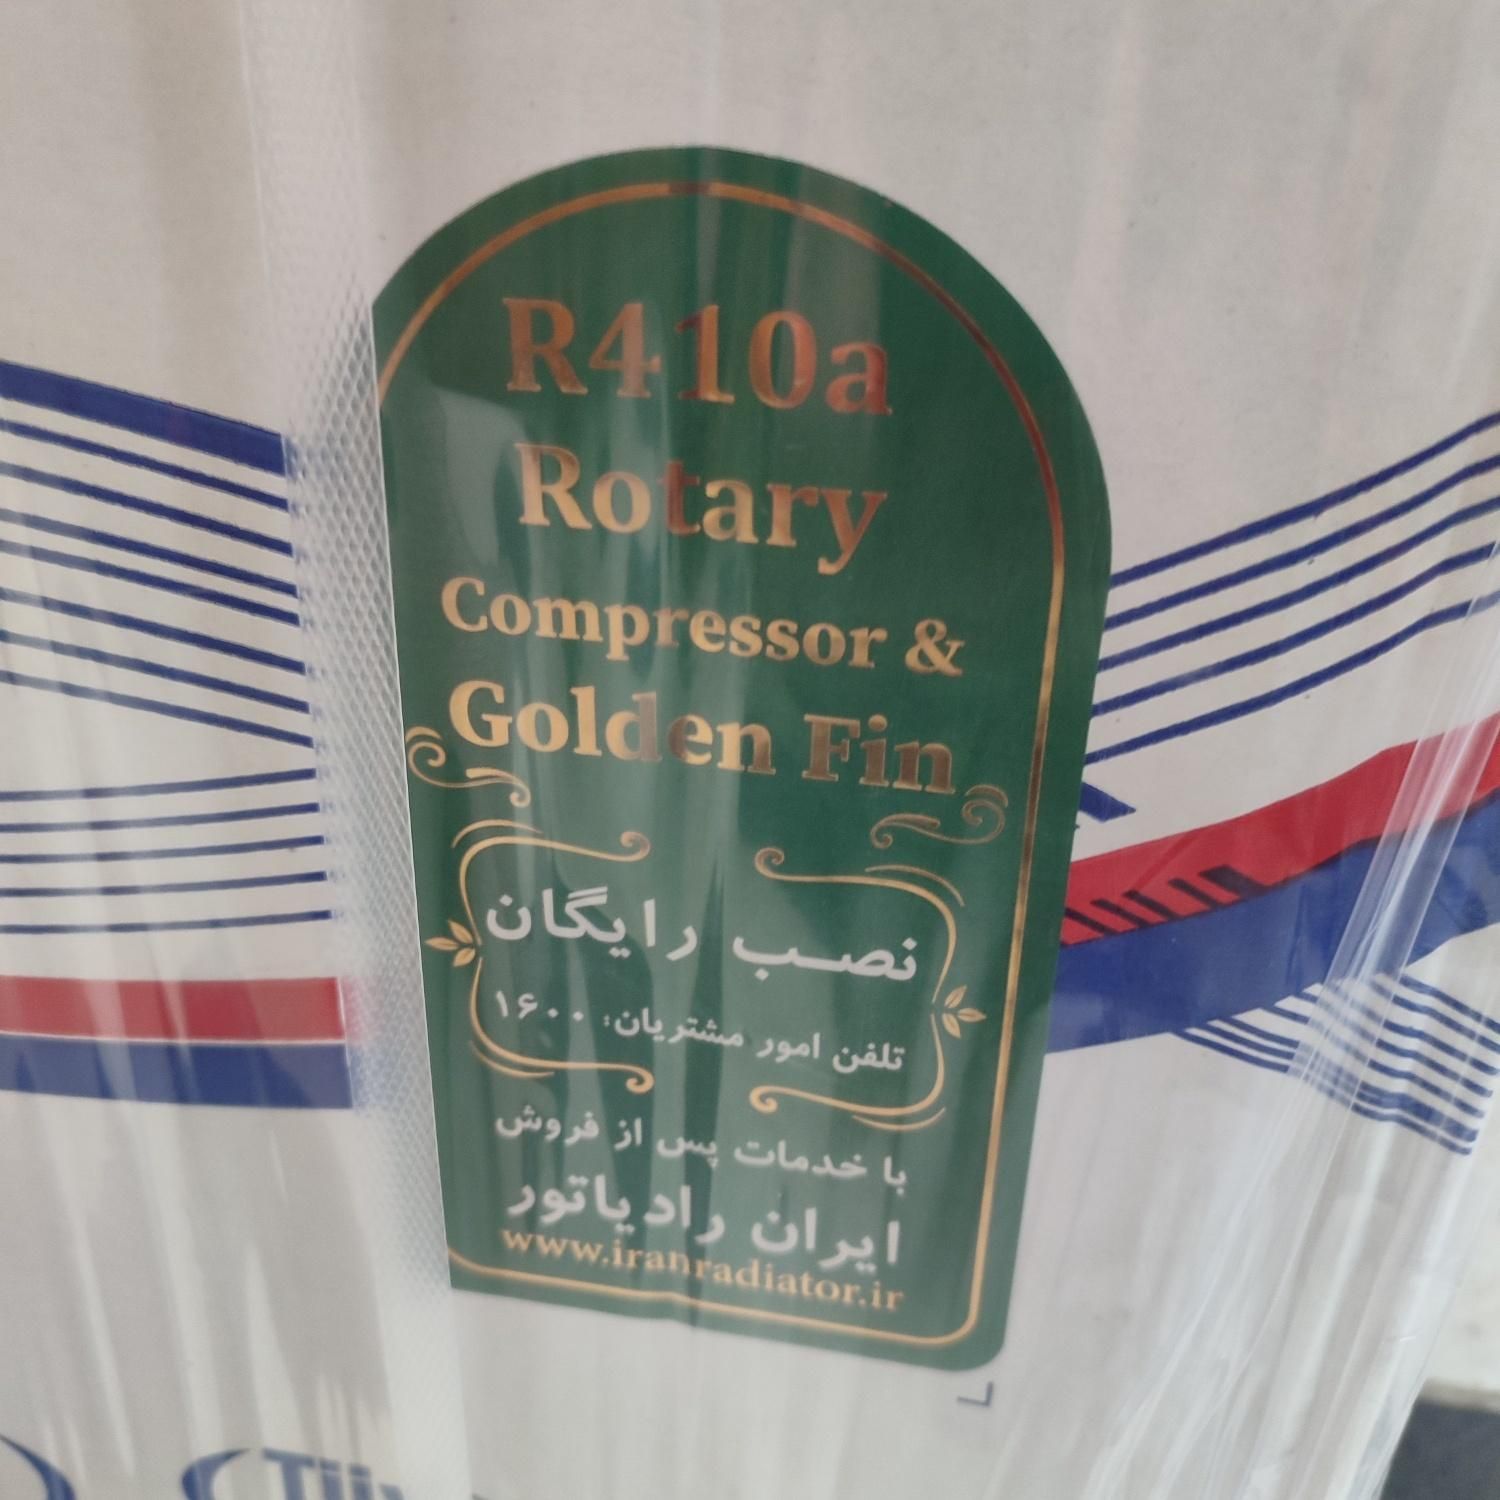 R410a
Rotary
Compressor &
Golden Fin
نصب رایگان
تلفن امور مشتریان: ۱۶۰۰
با خدمات پس از فروش
ایران رادیاتور
www.iranradiator.ir